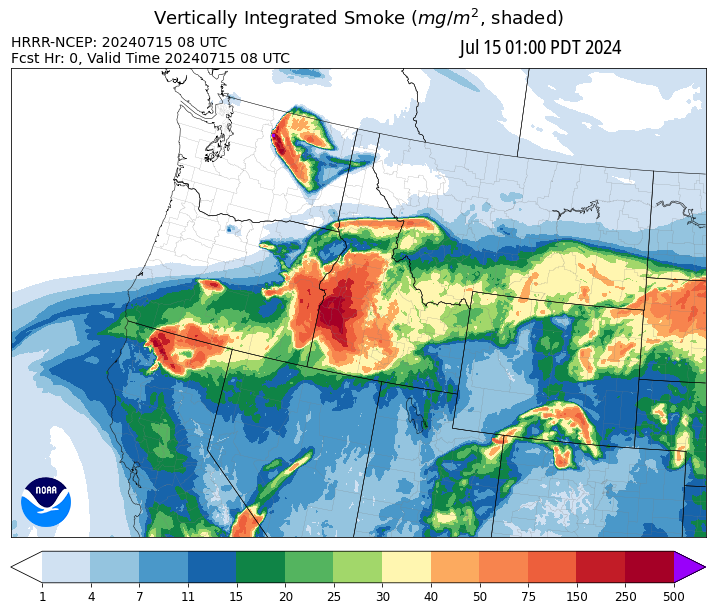 Vertically Integrated Smoke (mg/m², shaded)
HRRR-NCEP: 20240715 08 UTC
Fcst Hr: 0, Valid Time 20240715 08 UTC
Jul 15 01:00 PDT 2024
NOAA
1 4 7 11 15 20 25 30 40 50 75 150 250 500